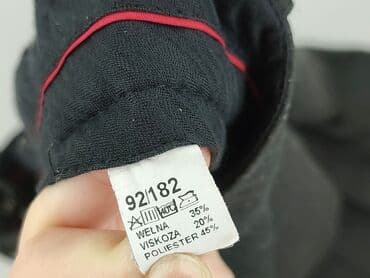 92/182
WEŁNA 35%
VISKOZA 20%
POLIESTER 45%